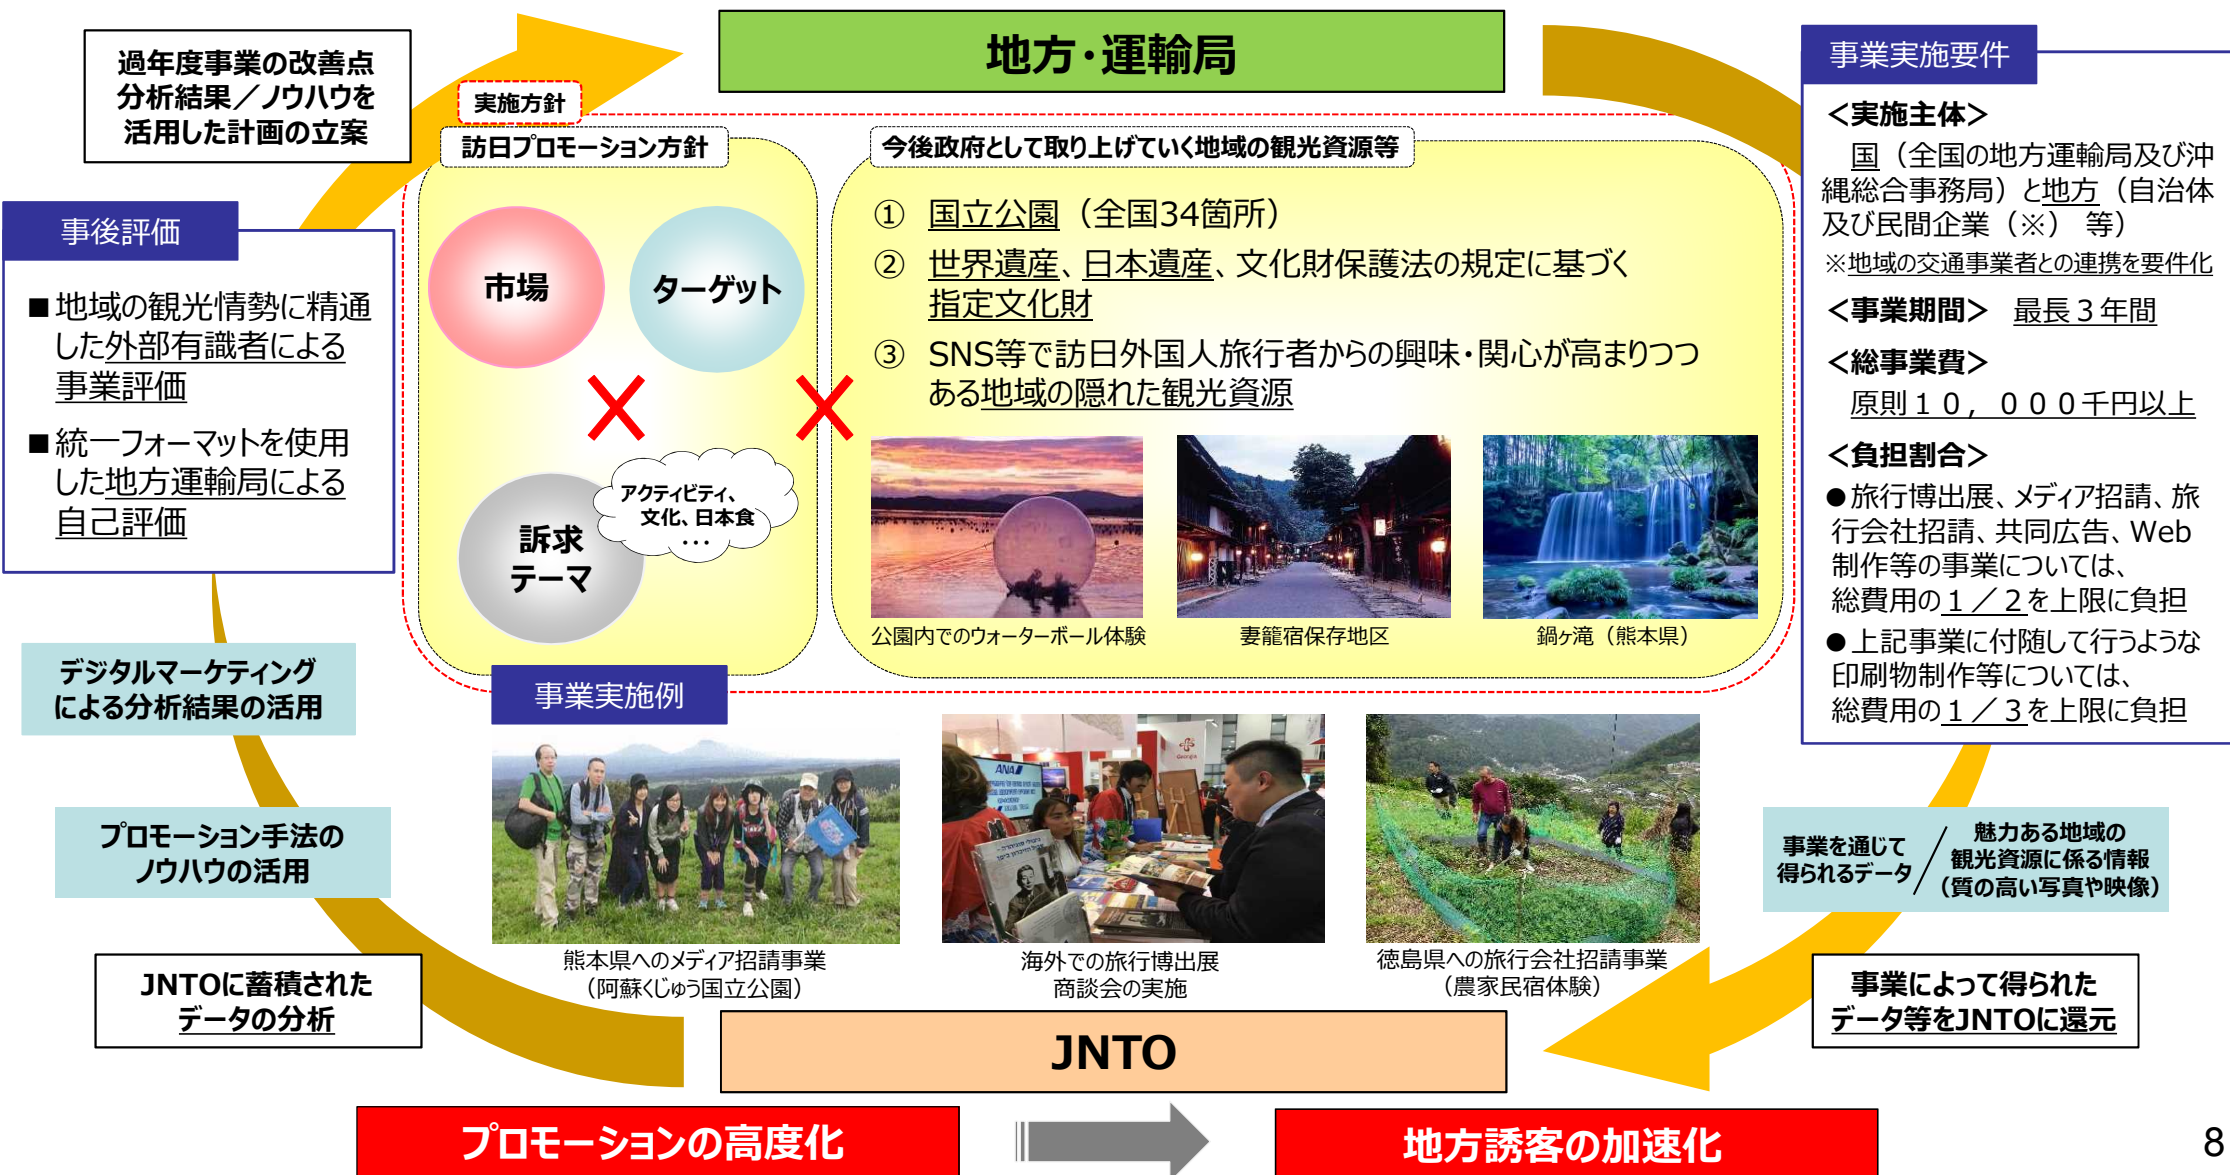 地方・運輸局
過年度事業の改善点
分析結果／ノウハウを
活用した計画の立案
実施方針
訪日プロモーション方針
市場
ターゲット
訴求
テーマ
アクティビティ、
文化、日本食
…
今後政府として取り上げていく地域の観光資源等
① 国立公園（全国34箇所）
② 世界遺産、日本遺産、文化財保護法の規定に基づく
指定文化財
③ SNS等で訪日外国人旅行者からの興味・関心が高まりつつ
ある地域の隠れた観光資源
公園内でのウォーターボール体験
妻籠宿保存地区
鍋ヶ滝（熊本県）
事業実施要件
＜実施主体＞
国（全国の地方運輸局及び沖
縄総合事務局）と地方（自治体
及び民間企業（※） 等）
※地域の交通事業者との連携を要件化
＜事業期間＞ 最長３年間
＜総事業費＞
原則１０，０００千円以上
＜負担割合＞
●旅行博出展、メディア招請、旅
行会社招請、共同広告、Web
制作等の事業については、
総費用の１／２を上限に負担
●上記事業に付随して行うような
印刷物制作等については、
総費用の１／３を上限に負担
事後評価
■地域の観光情勢に精通
した外部有識者による
事業評価
■統一フォーマットを使用
した地方運輸局による
自己評価
デジタルマーケティング
による分析結果の活用
プロモーション手法の
ノウハウの活用
JNTOに蓄積された
データの分析
事業実施例
ANA
Georgia
熊本県へのメディア招請事業
（阿蘇くじゅう国立公園）
海外での旅行博出展
商談会の実施
徳島県への旅行会社招請事業
（農家民宿体験）
事業を通じて
得られるデータ
／
魅力ある地域の
観光資源に係る情報
（質の高い写真や映像）
事業によって得られた
データ等をJNTOに還元
JNTO
プロモーションの高度化
地方誘客の加速化
8